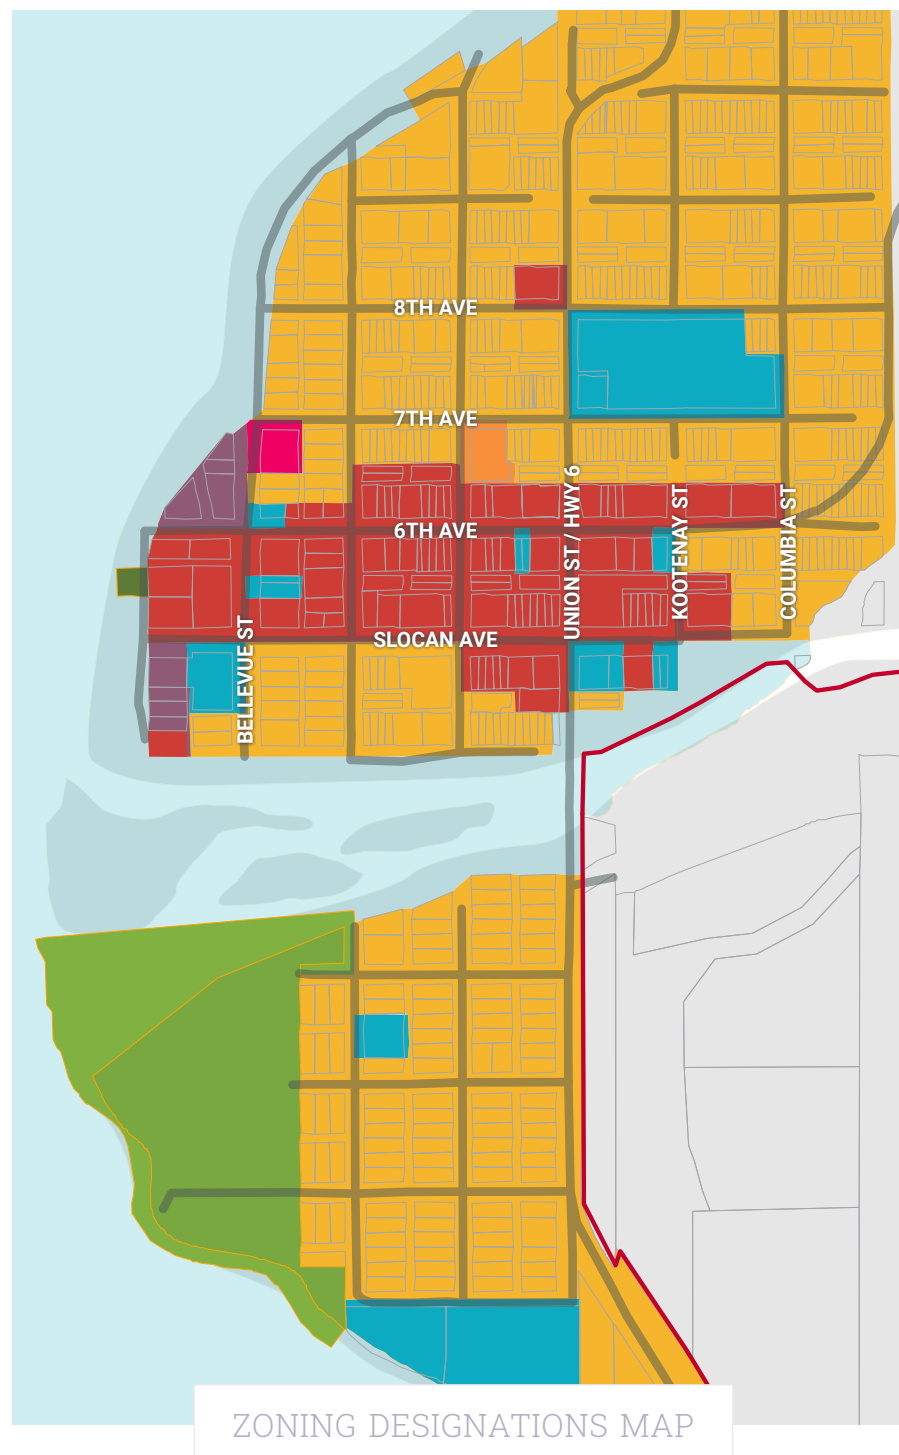 8TH AVE
7TH AVE
6TH AVE
UNION ST / HWY 6
KOOTENAY ST
COLUMBIA ST
SLOCAN AVE
BELLEVUE ST
ZONING DESIGNATIONS MAP